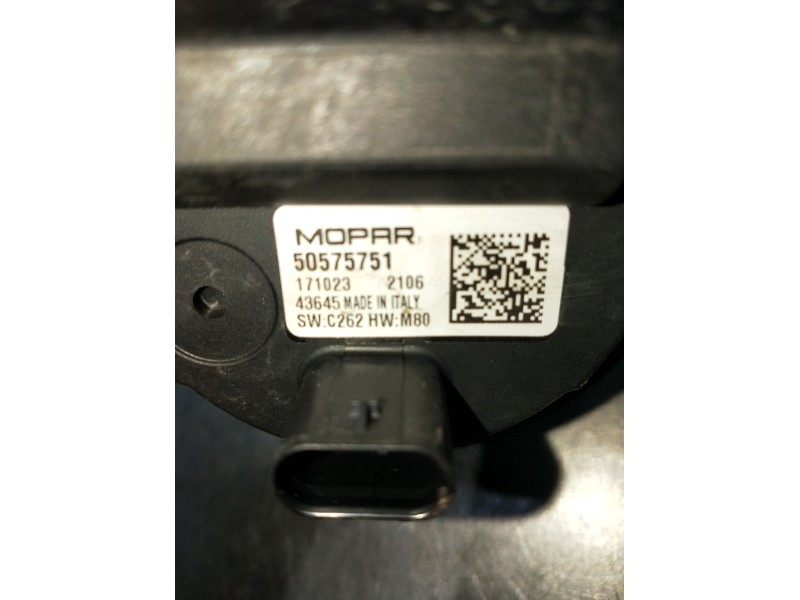 MOPAR
50575751
171023 2106
43645 MADE IN ITALY
SW:C262 HW:M80